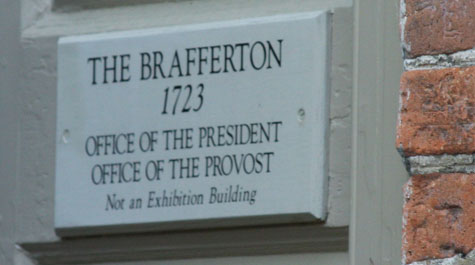 THE BRAFFERTON
1723
OFFICE OF THE PRESIDENT
OFFICE OF THE PROVOST
Not an Exhibition Building